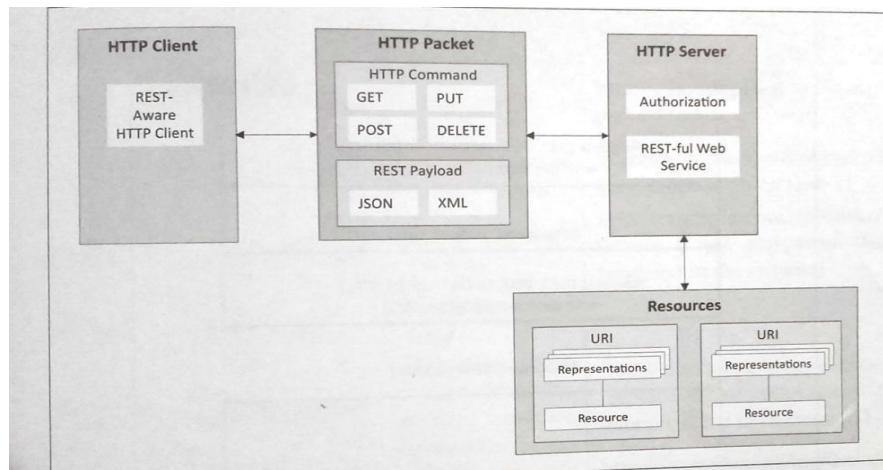 HTTP Client
REST-
Aware
HTTP Client
HTTP Packet
HTTP Command
GET
PUT
POST
DELETE
REST Payload
JSON
XML
HTTP Server
Authorization
REST-ful Web
Service
Resources
URI
Representations
Resource
URI
Representations
Resource